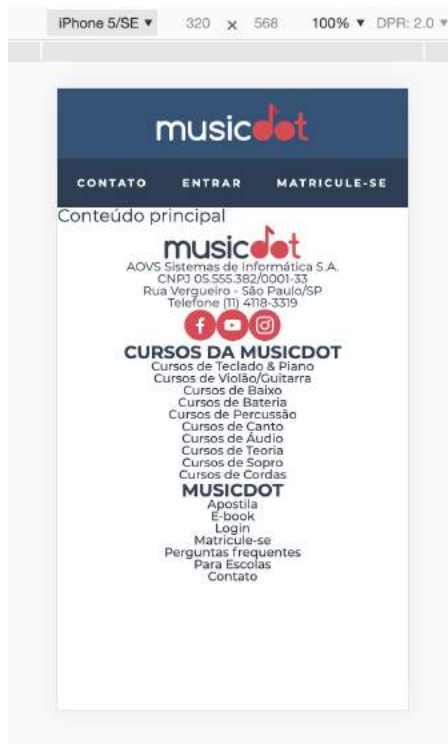 iPhone 5/SE ▼ 320 × 568 100% ▼ DPR: 2.0 ▼
musicdot
CONTATO ENTRAR MATRICULE-SE
Conteúdo principal
musicdot
AOVS Sistemas de Informática S.A.
CNPJ 05.555.382/0001-33
Rua Vergueiro - São Paulo/SP
Telefone (11) 4118-3319
CURSOS DA MUSICDOT
Cursos de Teclado & Piano
Cursos de Violão/Guitarra
Cursos de Baixo
Cursos de Bateria
Cursos de Percussão
Cursos de Canto
Cursos de Áudio
Cursos de Teoria
Cursos de Sopro
Cursos de Cordas
MUSICDOT
Apostila
E-book
Login
Matricule-se
Perguntas frequentes
Para Escolas
Contato